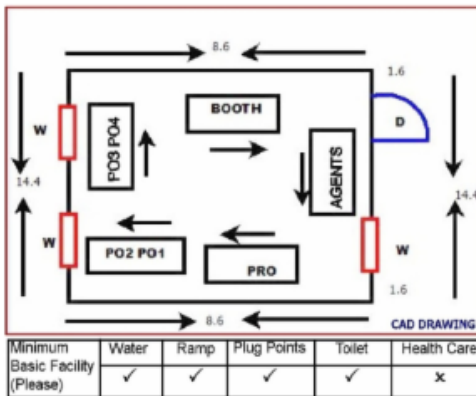 8.6
1.6
W
PO3 PO4
BOOTH
AGENTS
D
14.4
14.4
W
PO2 PO1
PRO
W
1.6
8.6
CAD DRAWING
Minimum Basic Facility (Please)
Water
Ramp
Plug Points
Toilet
Health Care
✓ ✓ ✓ ✓ x